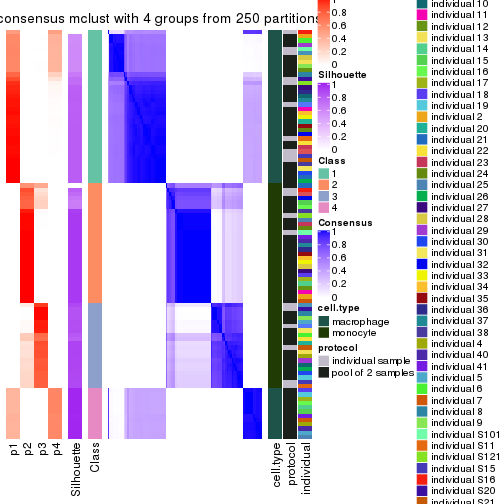 consensus mclust with 4 groups from 250 partitions
p1
p2
p3
p4
Silhouette
Class
cell.type
protocol
individual
0.8
0.6
0.4
0.2
0
Silhouette
1
0.8
0.6
0.4
0.2
0
Class
1
2
3
4
Consensus
1
0.8
0.6
0.4
0.2
0
cell.type
macrophage
monocyte
protocol
individual sample
pool of 2 samples
individual 10
individual 11
individual 12
individual 13
individual 14
individual 15
individual 16
individual 17
individual 18
individual 19
individual 2
individual 20
individual 21
individual 22
individual 23
individual 24
individual 25
individual 26
individual 27
individual 28
individual 29
individual 30
individual 31
individual 32
individual 33
individual 34
individual 35
individual 36
individual 37
individual 38
individual 4
individual 40
individual 41
individual 5
individual 6
individual 7
individual 8
individual 9
individual S101
individual S11
individual S121
individual S15
individual S16
individual S20
individual S21